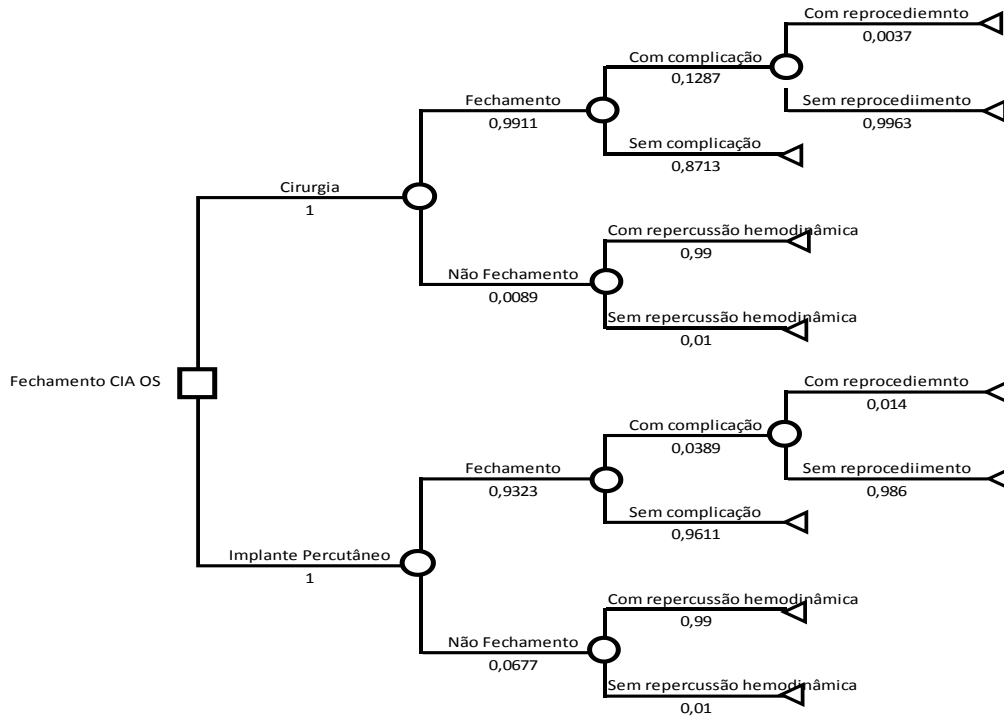 Com reprocediemnto
0,0037
Com complicação
0,1287
Fechamento
0,9911
Sem reprocediimento
0,9963
Sem complicação
0,8713
Cirurgia
1
Com repercussão hemodinâmica
0,99
Não Fechamento
0,0089
Sem repercussão hemodinâmica
0,01
Fechamento CIA OS
Com reprocediemnto
0,014
Com complicação
0,0389
Fechamento
0,9323
Sem reprocediimento
0,986
Sem complicação
0,9611
Implante Percutâneo
1
Com repercussão hemodinâmica
0,99
Não Fechamento
0,0677
Sem repercussão hemodinâmica
0,01